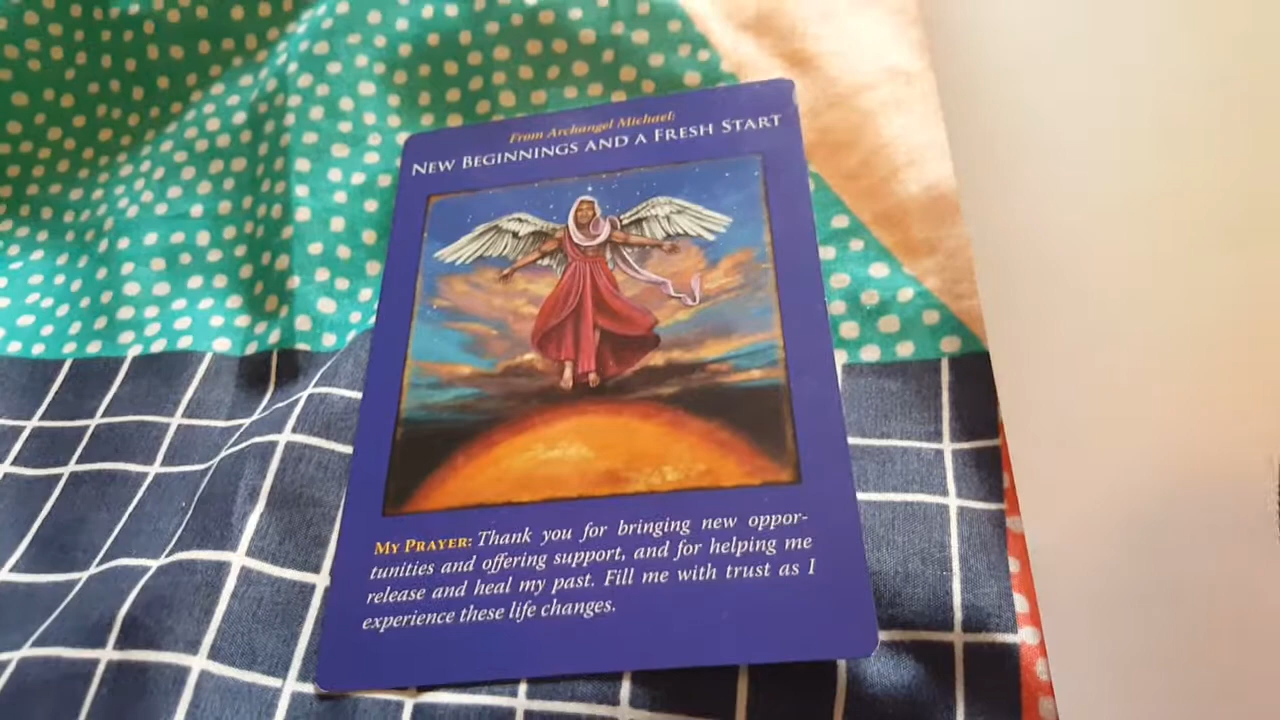 From Archangel Michael:
New Beginnings and a Fresh Start
My Prayer: Thank you for bringing new oppor-
tunities and offering support, and for helping me
release and heal my past. Fill me with trust as I
experience these life changes.